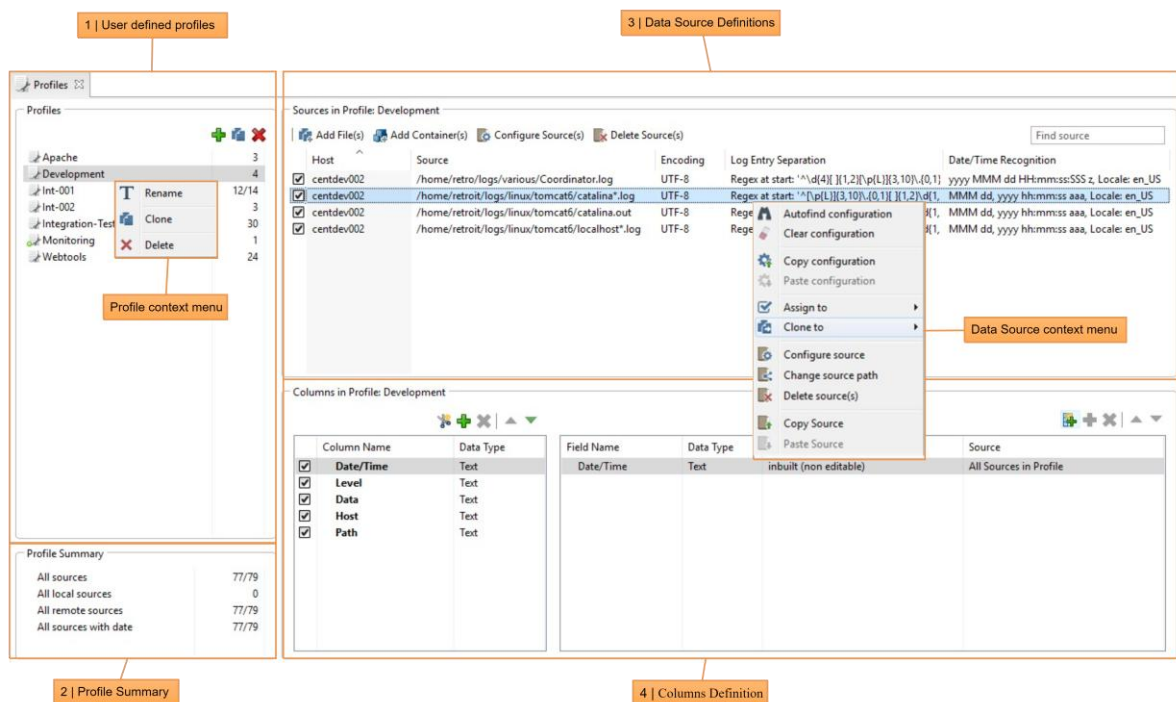 1 | User defined profiles
3 | Data Source Definitions
Profiles
Profiles
Apache 3
Development 4
Int-001 12/14
Int-002 3
Integration-Test 30
Monitoring 1
Webtools 24
Rename
Clone
Delete
Profile context menu
Sources in Profile: Development
Add File(s) Add Container(s) Configure Source(s) Delete Source(s) Find source
Host Source Encoding Log Entry Separation Date/Time Recognition
centdev002 /home/retro/logs/various/Coordinator.log UTF-8 Regex at start: yyyy MMM dd HH:mm:ss:SSS z, Locale: en_US
centdev002 /home/retroit/logs/linux/tomcat6/catalina*.log UTF-8 Regex at start: MMM dd, yyyy hh:mm:ss aaa, Locale: en_US
centdev002 /home/retroit/logs/linux/tomcat6/catalina.out UTF-8 Rege MMM dd, yyyy hh:mm:ss aaa, Locale: en_US
centdev002 /home/retroit/logs/linux/tomcat6/localhost*.log UTF-8 Rege MMM dd, yyyy hh:mm:ss aaa, Locale: en_US
Autofind configuration
Clear configuration
Copy configuration
Paste configuration
Assign to
Clone to
Configure source
Change source path
Delete source(s)
Copy Source
Paste Source
Data Source context menu
Columns in Profile: Development
Column Name Data Type
Date/Time Text
Level Text
Data Text
Host Text
Path Text
Field Name Data Type Source
Date/Time Text inbuilt (non editable) All Sources in Profile
Profile Summary
All sources 77/79
All local sources 0
All remote sources 77/79
All sources with date 77/79
2 | Profile Summary
4 | Columns Definition